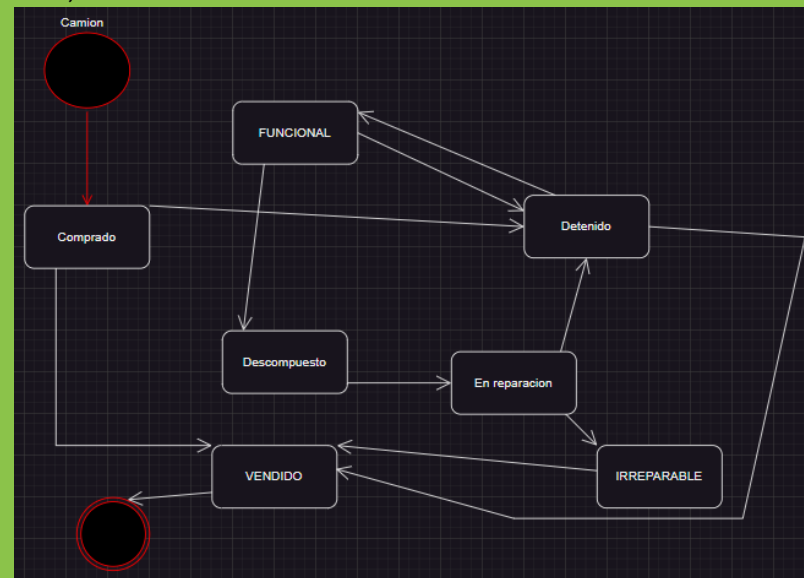 Camion
FUNCIONAL
Comprado
Detenido
Descompuesto
En reparacion
VENDIDO
IRREPARABLE